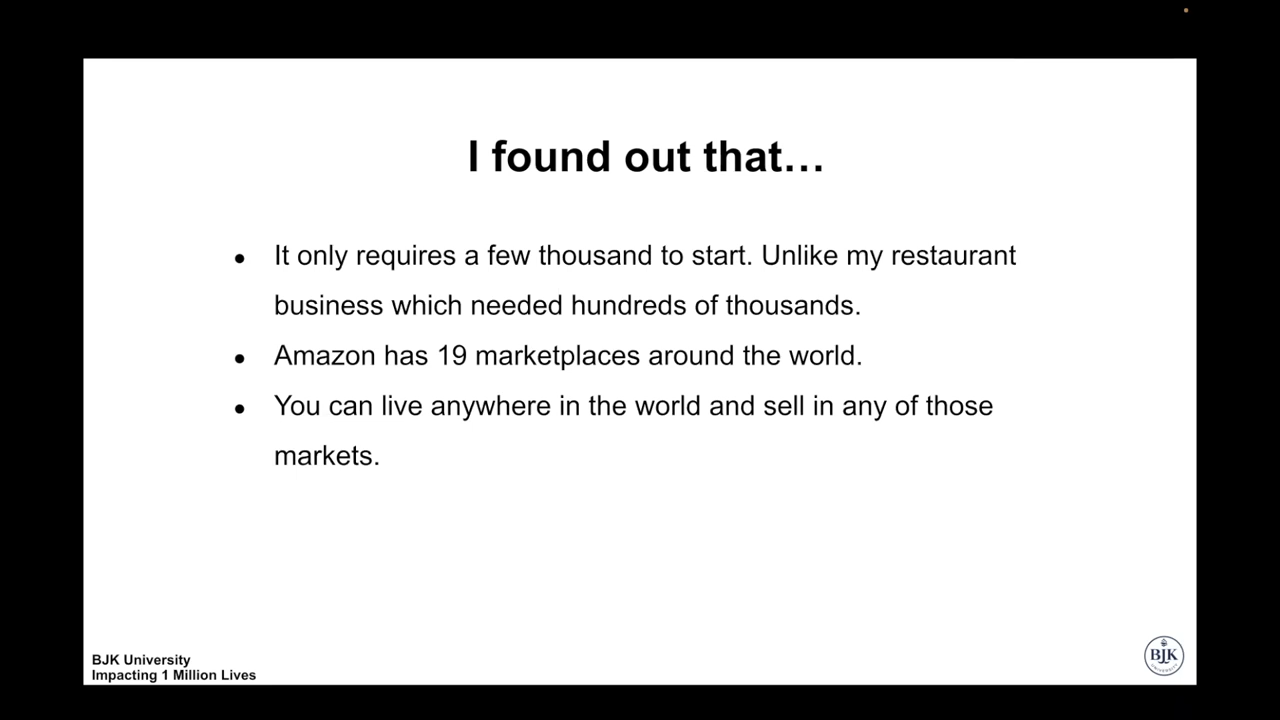 I found out that…
● It only requires a few thousand to start. Unlike my restaurant
business which needed hundreds of thousands.
● Amazon has 19 marketplaces around the world.
● You can live anywhere in the world and sell in any of those
markets.
BJK University
Impacting 1 Million Lives
BJK
UNIVERSITY